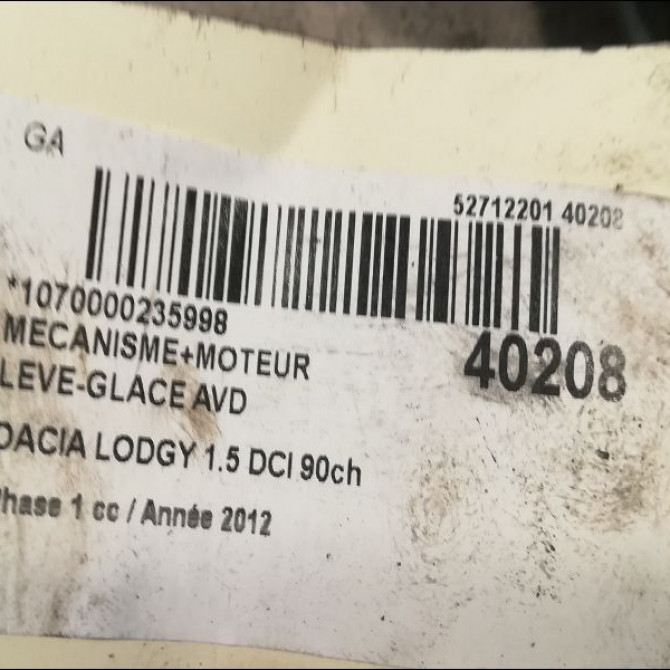 GA
52712201 40208
*1070000235998
40208
MECANISME+MOTEUR
LEVE-GLACE AVD
DACIA LODGY 1.5 DCI 90ch
Phase 1 cc / Année 2012